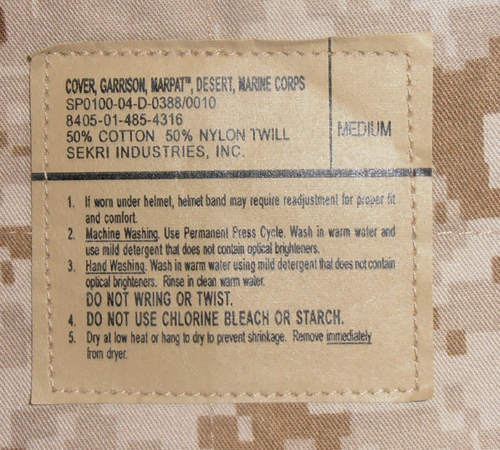 COVER, GARRISON, MARPAT™, DESERT, MARINE CORPS
SP0100-04-D-0388/0010
8405-01-485-4316
50% COTTON 50% NYLON TWILL
SEKRI INDUSTRIES, INC.
MEDIUM
1. If worn under helmet, helmet band may require readjustment for proper fit
and comfort.
2. Machine Washing. Use Permanent Press Cycle. Wash in warm water and
use mild detergent that does not contain optical brighteners.
3. Hand Washing. Wash in warm water using mild detergent that does not contain
optical brighteners. Rinse in clean warm water.
DO NOT WRING OR TWIST.
4. DO NOT USE CHLORINE BLEACH OR STARCH.
5. Dry at low heat or hang to dry to prevent shrinkage. Remove immediately
from dryer.